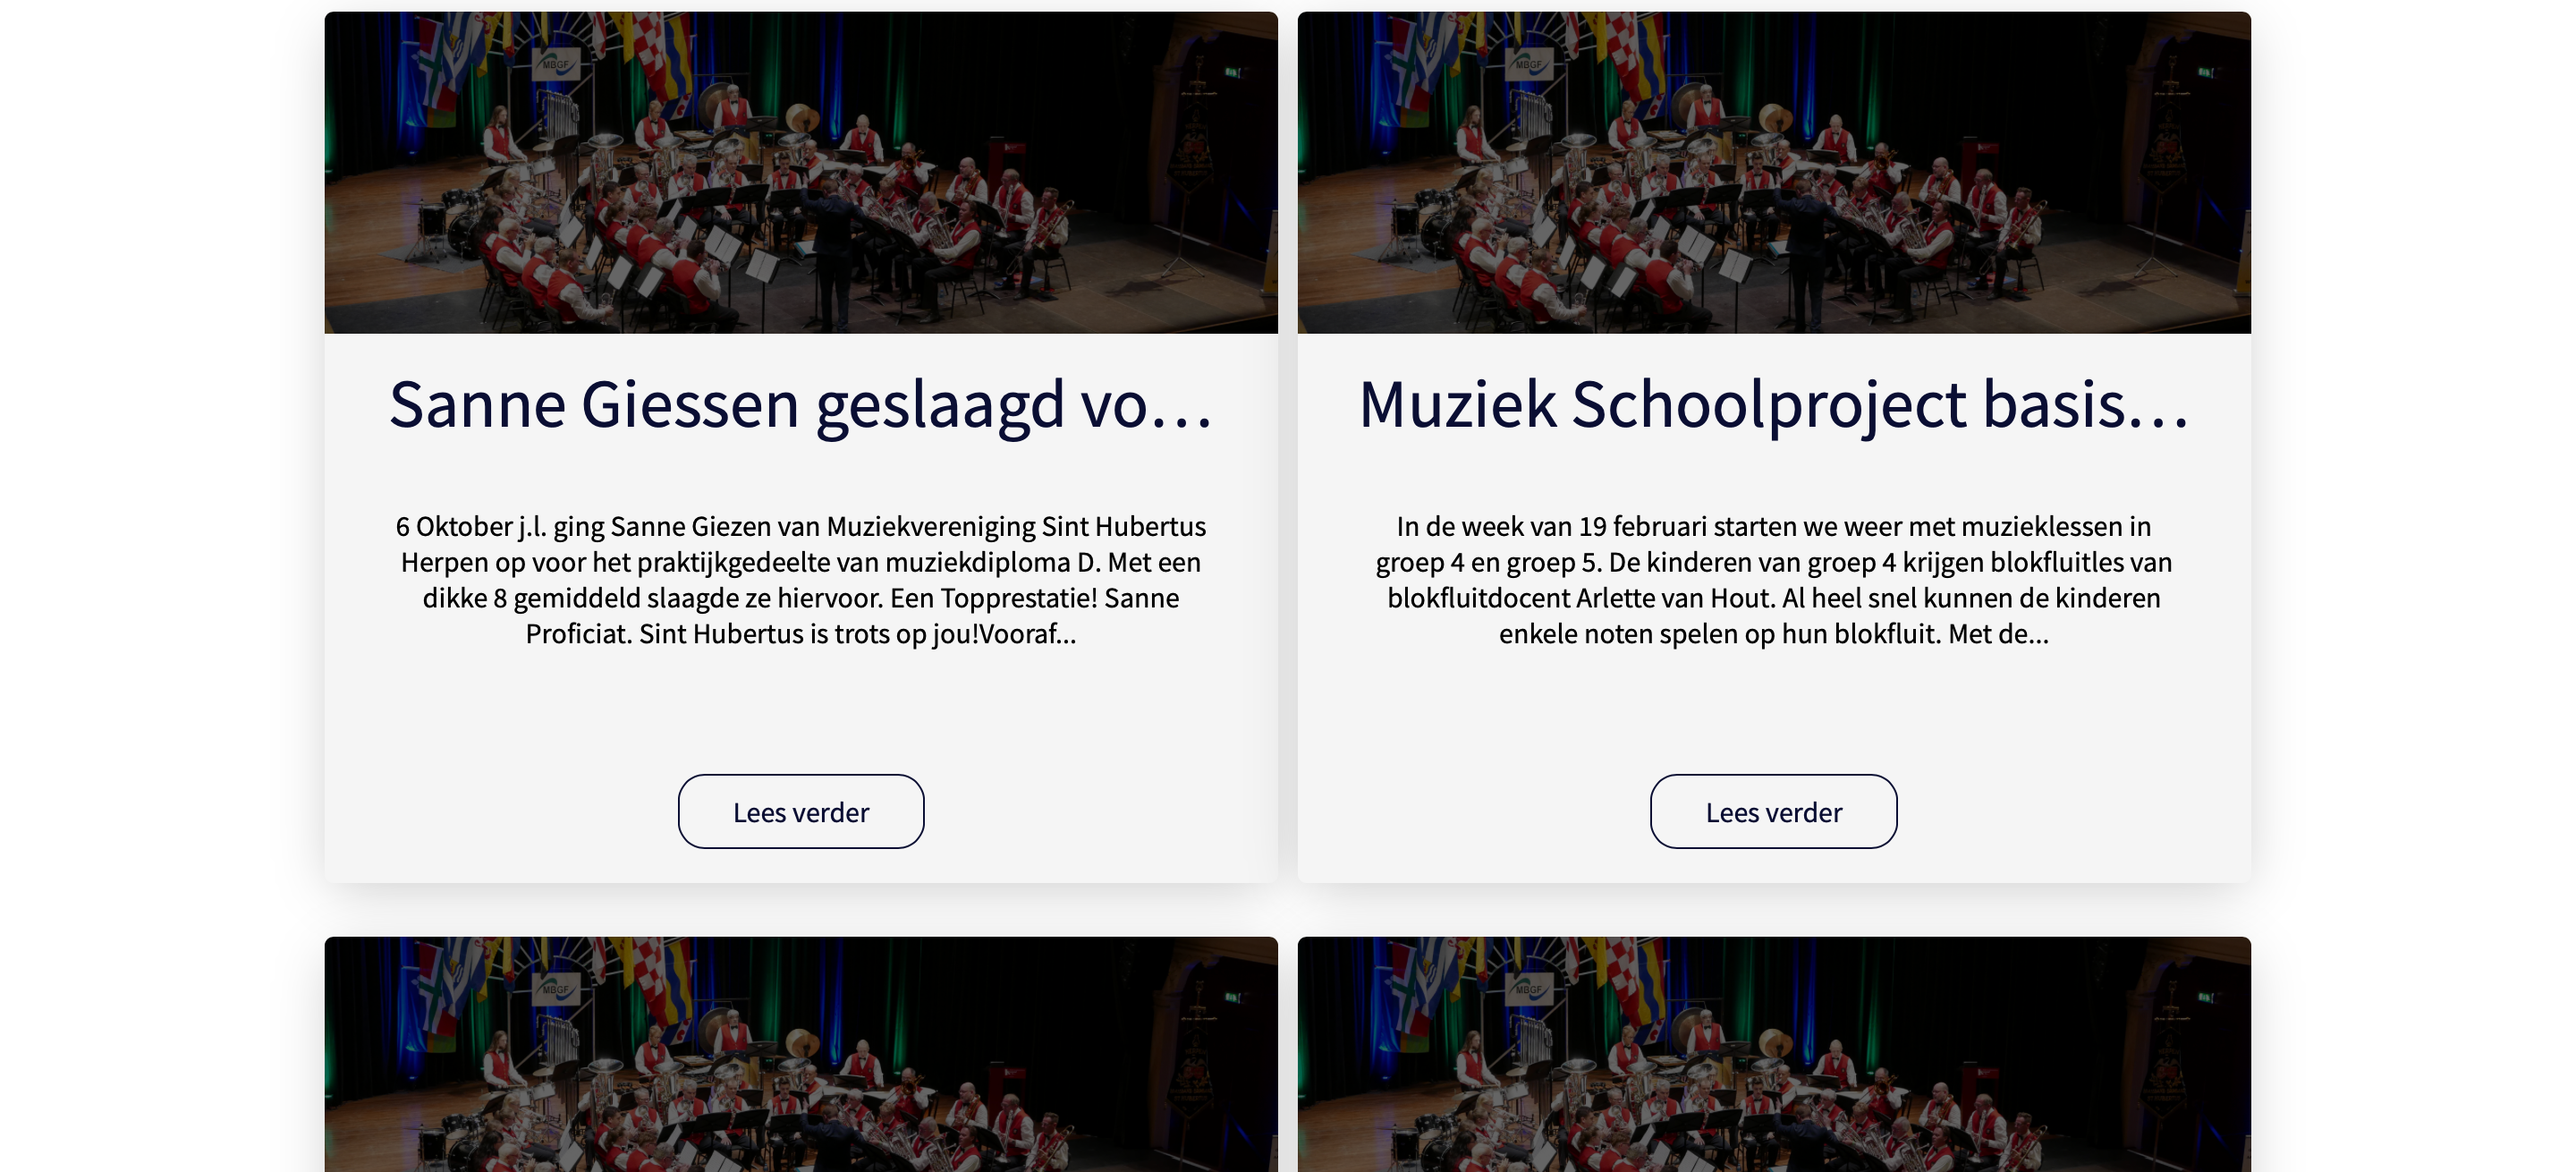 MBGF
MBGF
Sanne Giessen geslaagd vo...
6 Oktober j.l. ging Sanne Giezen van Muziekvereniging Sint Hubertus
Herpen op voor het praktijkgedeelte van muziekdiploma D. Met een
dikke 8 gemiddeld slaagde ze hiervoor. Een Topprestatie! Sanne
Proficiat. Sint Hubertus is trots op jou!Vooraf...
Lees verder
Muziek Schoolproject basis...
In de week van 19 februari starten we weer met muzieklessen in
groep 4 en groep 5. De kinderen van groep 4 krijgen blokfluitles van
blokfluitdocent Arlette van Hout. Al heel snel kunnen de kinderen
enkele noten spelen op hun blokfluit. Met de...
Lees verder
MBGF
MBGF